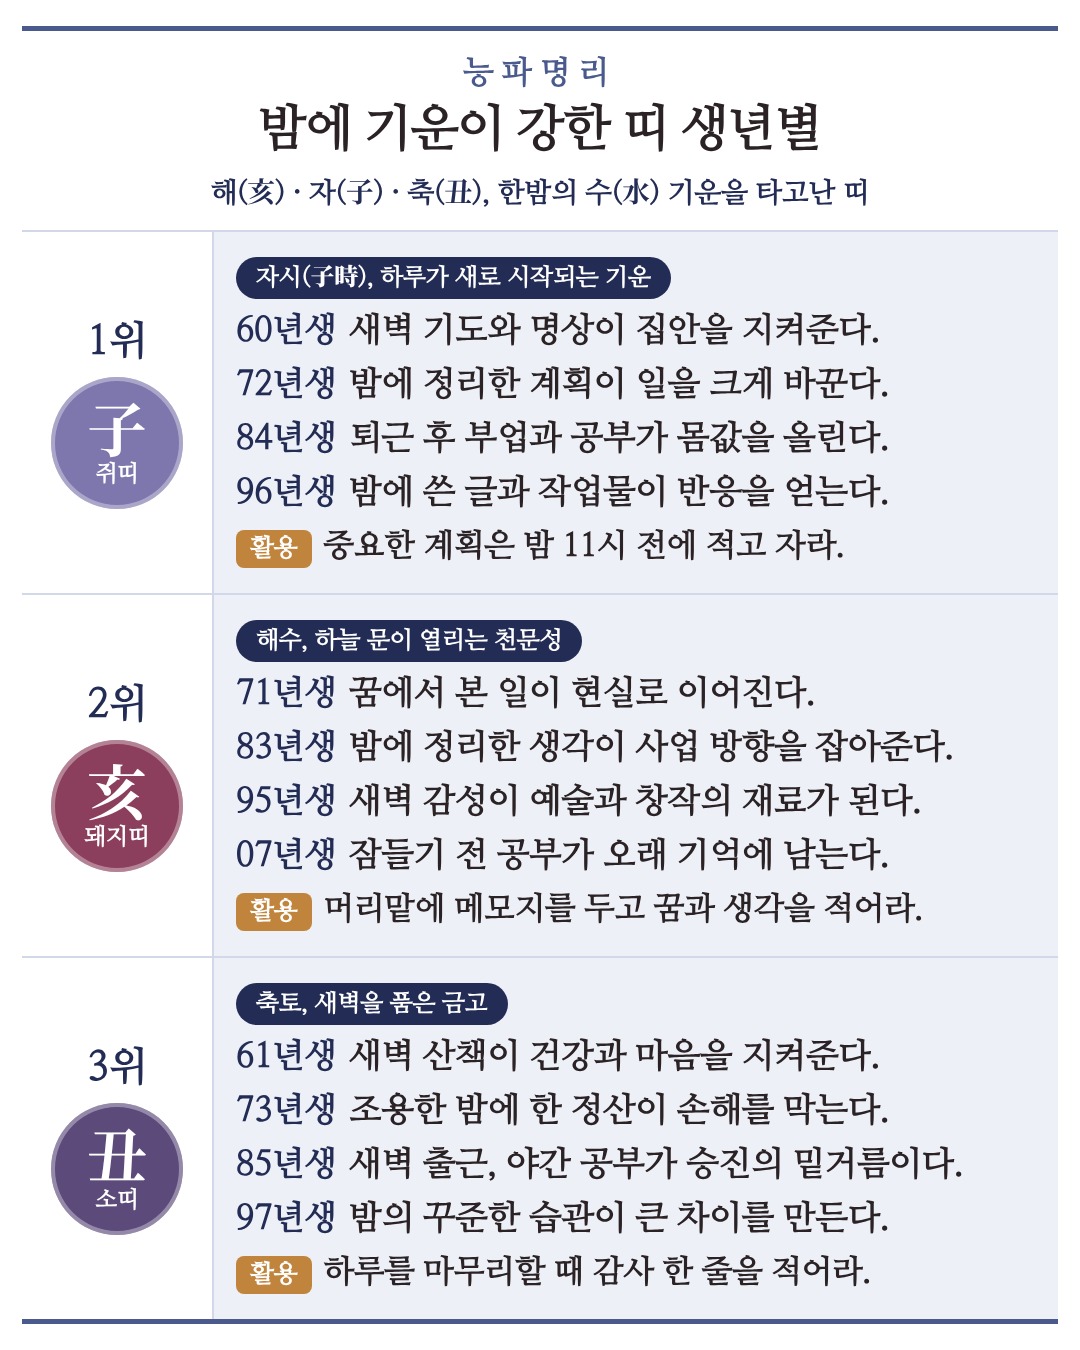 능파명리
밤에 기운이 강한 띠 생년별
해(亥)·자(子)·축(丑), 한밤의 수(水) 기운을 타고난 띠
1위
子
쥐띠
자시(子時), 하루가 새로 시작되는 기운
60년생 새벽 기도와 명상이 집안을 지켜준다.
72년생 밤에 정리한 계획이 일을 크게 바꾼다.
84년생 퇴근 후 부업과 공부가 몸값을 올린다.
96년생 밤에 쓴 글과 작업물이 반응을 얻는다.
활용 중요한 계획은 밤 11시 전에 적고 자라.
2위
亥
돼지띠
해수, 하늘 문이 열리는 천문성
71년생 꿈에서 본 일이 현실로 이어진다.
83년생 밤에 정리한 생각이 사업 방향을 잡아준다.
95년생 새벽 감성이 예술과 창작의 재료가 된다.
07년생 잠들기 전 공부가 오래 기억에 남는다.
활용 머리맡에 메모지를 두고 꿈과 생각을 적어라.
3위
丑
소띠
축토, 새벽을 품은 금고
61년생 새벽 산책이 건강과 마음을 지켜준다.
73년생 조용한 밤에 한 정산이 손해를 막는다.
85년생 새벽 출근, 야간 공부가 승진의 밑거름이다.
97년생 밤의 꾸준한 습관이 큰 차이를 만든다.
활용 하루를 마무리할 때 감사 한 줄을 적어라.